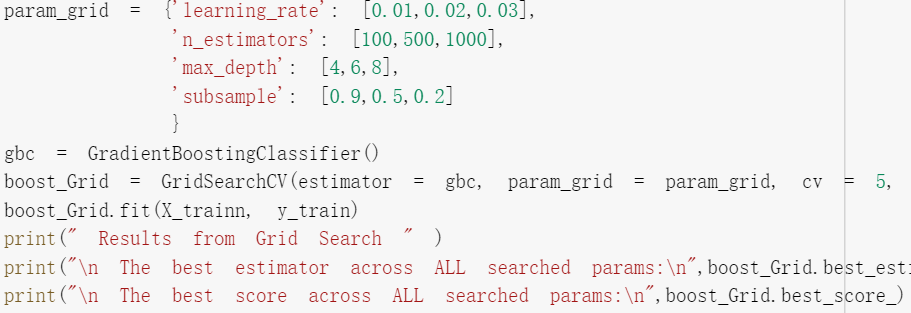 param_grid = {'learning_rate': [0.01,0.02,0.03],
'n_estimators': [100,500,1000],
'max_depth': [4,6,8],
'subsample': [0.9,0.5,0.2]
}
gbc = GradientBoostingClassifier()
boost_Grid = GridSearchCV(estimator = gbc, param_grid = param_grid, cv = 5,
boost_Grid.fit(X_trainn, y_train)
print(" Results from Grid Search " )
print("\n The best estimator across ALL searched params:\n",boost_Grid.best_est
print("\n The best score across ALL searched params:\n",boost_Grid.best_score_)